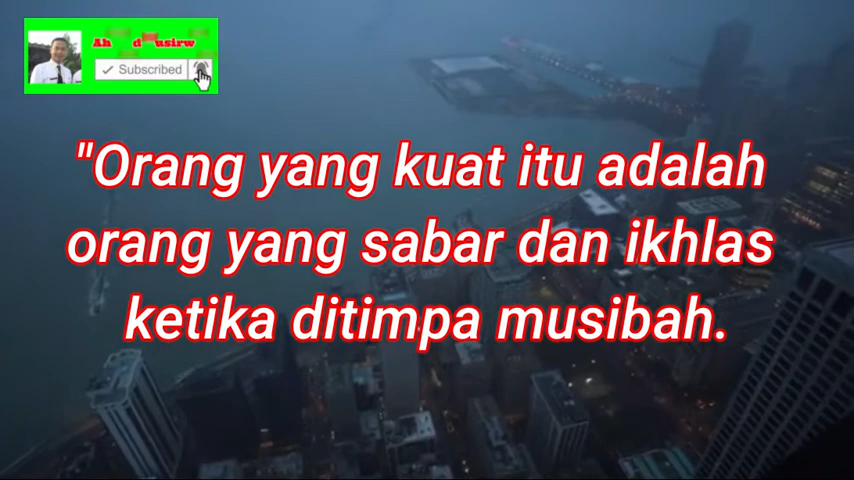 Subscribed
"Orang yang kuat itu adalah
orang yang sabar dan ikhlas
ketika ditimpa musibah.